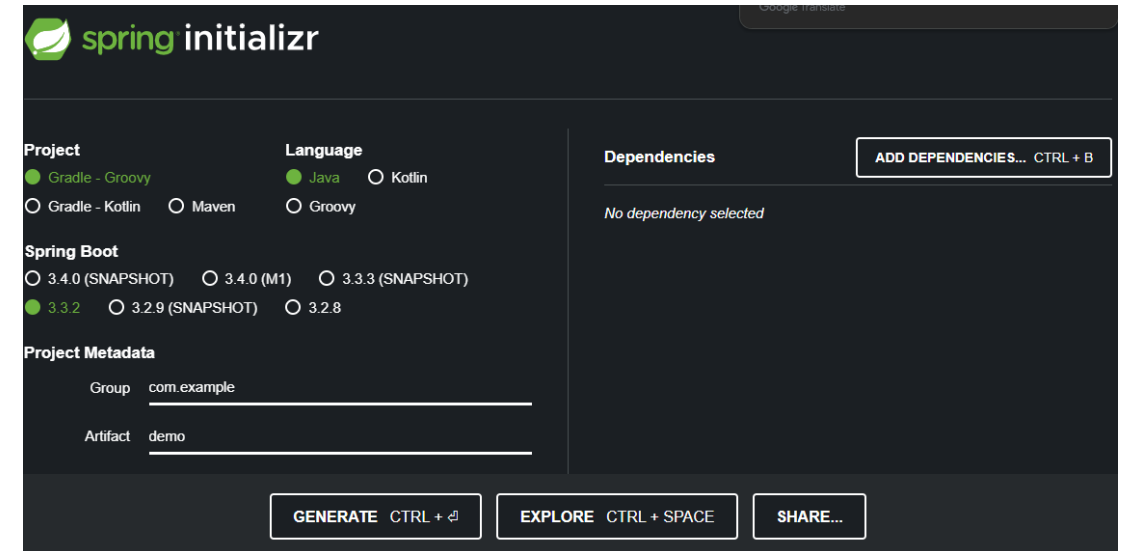 Google Translate
spring initializr
Project
Gradle - Groovy
Gradle - Kotlin Maven
Language
Java Kotlin
Groovy
Spring Boot
3.4.0 (SNAPSHOT) 3.4.0 (M1) 3.3.3 (SNAPSHOT)
3.3.2 3.2.9 (SNAPSHOT) 3.2.8
Project Metadata
Group com.example
Artifact demo
Dependencies
ADD DEPENDENCIES... CTRL + B
No dependency selected
GENERATE CTRL + ⏎
EXPLORE CTRL + SPACE
SHARE...